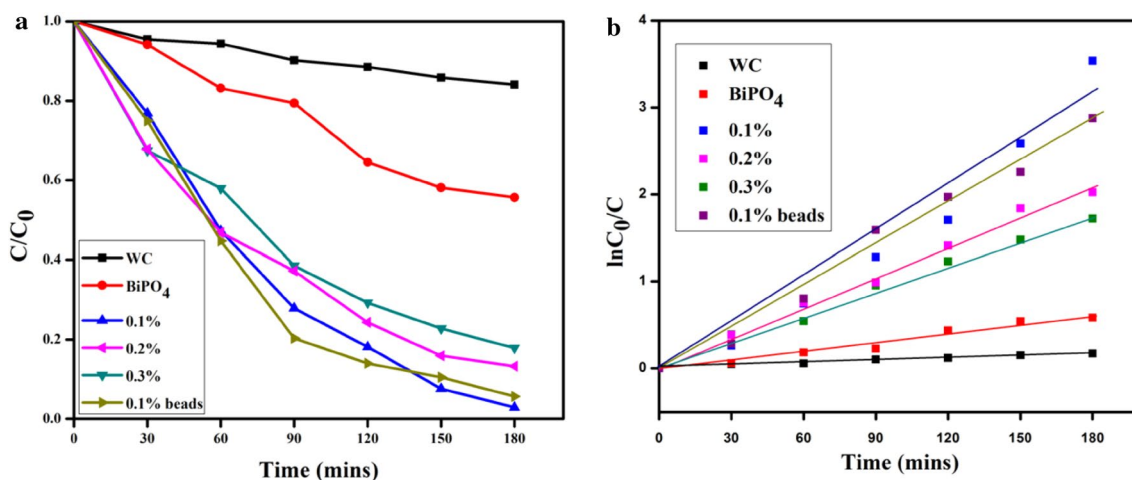 a
1.0
0.8
0.6
0.4
0.2
0.0
C/C₀
WC
BiPO₄
0.1%
0.2%
0.3%
0.1% beads
0 30 60 90 120 150 180
Time (mins)
b
4
3
2
1
0
lnC₀/C
WC
BiPO₄
0.1%
0.2%
0.3%
0.1% beads
0 30 60 90 120 150 180
Time (mins)